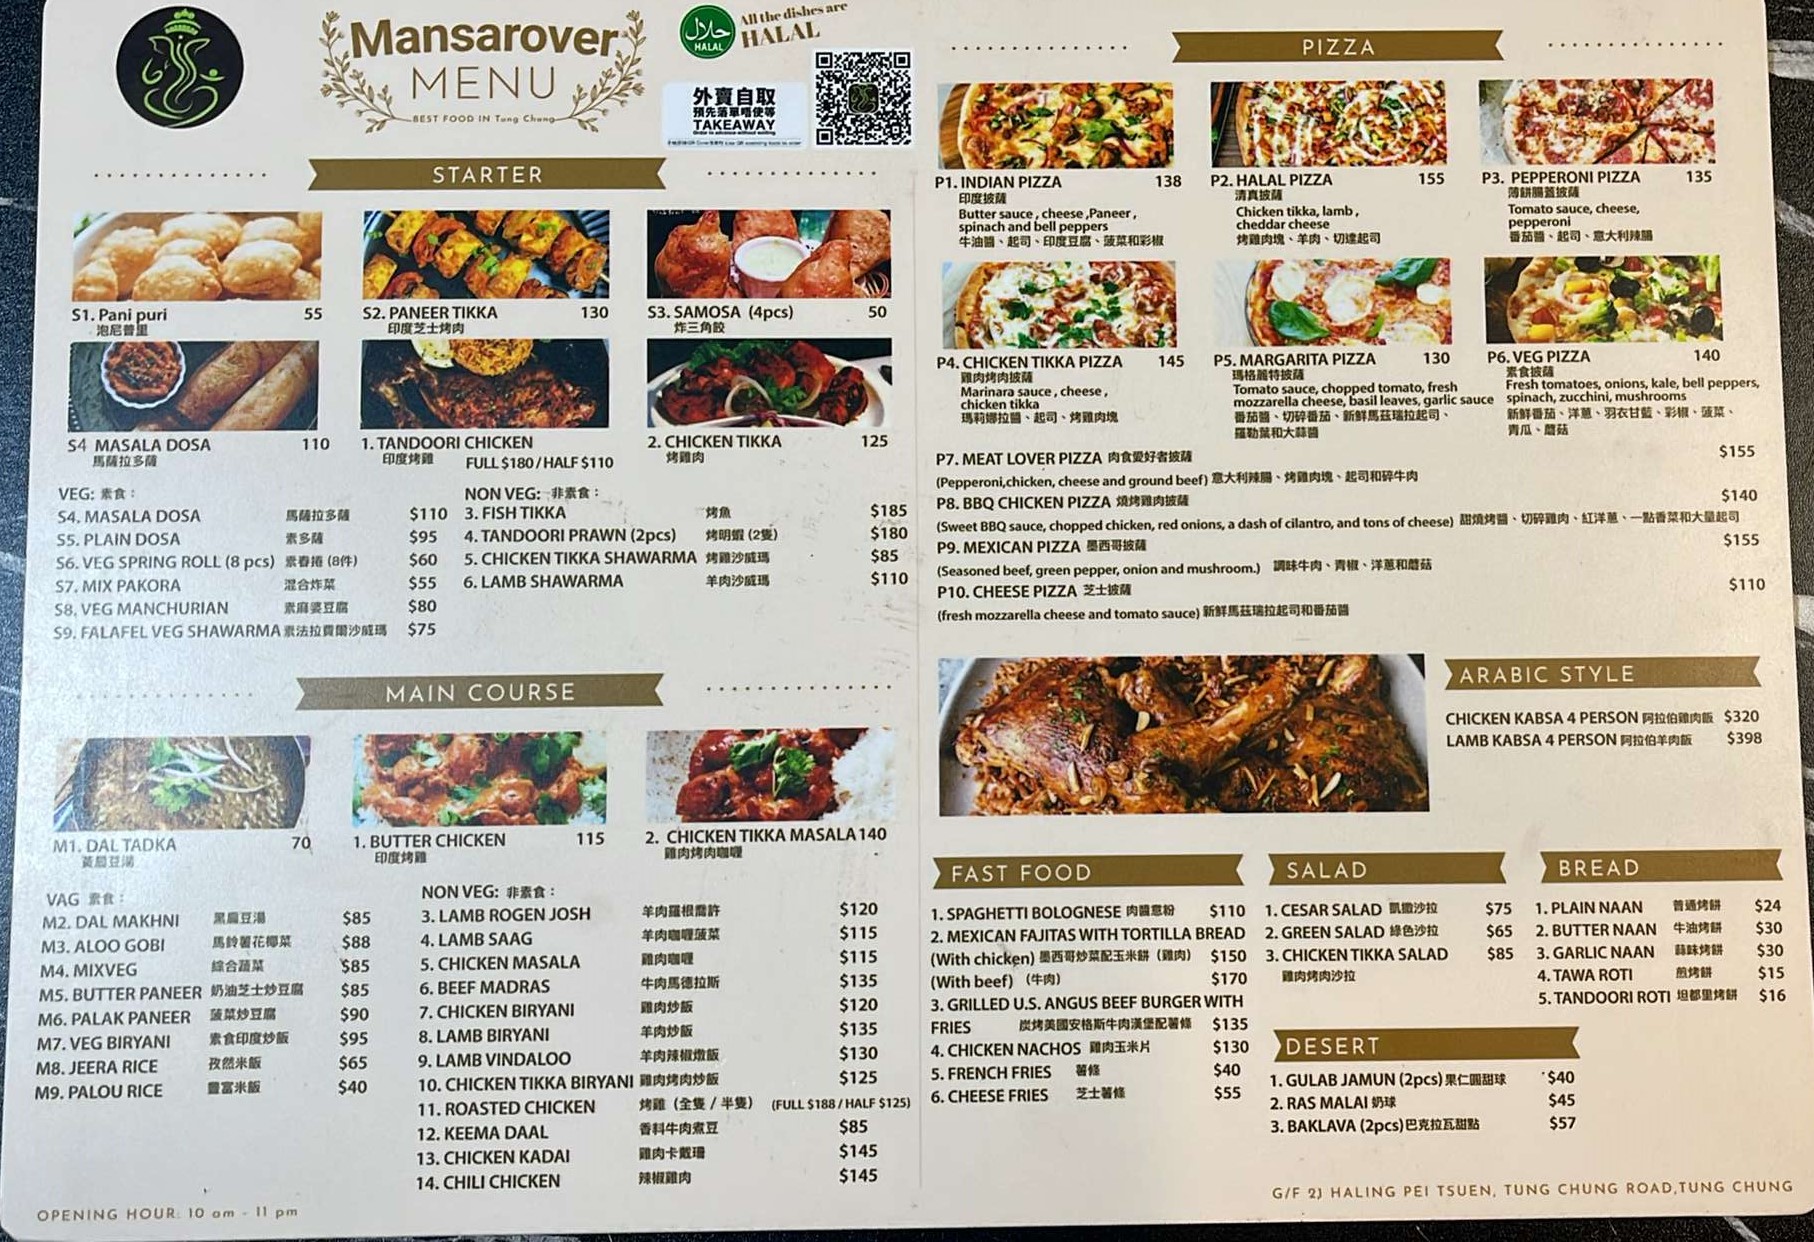 Mansarover
MENU
BEST FOOD IN Tung Chung
حلال
HALAL
All the dishes are
HALAL
外賣自取
預先落單唔使等
TAKEAWAY
Order in advance without waiting
STARTER
S1. Pani puri 55
泡尼普里
S2. PANEER TIKKA 130
印度芝士烤肉
S3. SAMOSA (4pcs) 50
炸三角餃
S4 MASALA DOSA 110
馬薩拉多薩
1. TANDOORI CHICKEN
印度烤雞 FULL $180 / HALF $110
2. CHICKEN TIKKA 125
烤雞肉
VEG: 素食：
S4. MASALA DOSA 馬薩拉多薩 $110
S5. PLAIN DOSA 素多薩 $95
S6. VEG SPRING ROLL (8 pcs) 素春捲 (8件) $60
S7. MIX PAKORA 混合炸菜 $55
S8. VEG MANCHURIAN 素麻婆豆腐 $80
S9. FALAFEL VEG SHAWARMA 素法拉費爾沙威瑪 $75
NON VEG: 非素食：
3. FISH TIKKA 烤魚 $185
4. TANDOORI PRAWN (2pcs) 烤明蝦 (2隻) $180
5. CHICKEN TIKKA SHAWARMA 烤雞沙威瑪 $85
6. LAMB SHAWARMA 羊肉沙威瑪 $110
MAIN COURSE
M1. DAL TADKA 70
黃扁豆湯
1. BUTTER CHICKEN 115
印度烤雞
2. CHICKEN TIKKA MASALA 140
雞肉烤肉咖喱
VAG 素食：
M2. DAL MAKHNI 黑扁豆湯 $85
M3. ALOO GOBI 馬鈴薯花椰菜 $88
M4. MIXVEG 綜合蔬菜 $85
M5. BUTTER PANEER 奶油芝士炒豆腐 $85
M6. PALAK PANEER 菠菜炒豆腐 $90
M7. VEG BIRYANI 素食印度炒飯 $95
M8. JEERA RICE 孜然米飯 $65
M9. PALOU RICE 豐富米飯 $40
NON VEG: 非素食：
3. LAMB ROGEN JOSH 羊肉羅根喬許 $120
4. LAMB SAAG 羊肉咖喱菠菜 $115
5. CHICKEN MASALA 雞肉咖喱 $115
6. BEEF MADRAS 牛肉馬德拉斯 $135
7. CHICKEN BIRYANI 雞肉炒飯 $120
8. LAMB BIRYANI 羊肉炒飯 $135
9. LAMB VINDALOO 羊肉辣椒燉飯 $130
10. CHICKEN TIKKA BIRYANI 雞肉烤肉炒飯 $125
11. ROASTED CHICKEN 烤雞（全隻 / 半隻） (FULL $188 / HALF $125)
12. KEEMA DAAL 香料牛肉煮豆 $85
13. CHICKEN KADAI 雞肉卡戴珊 $145
14. CHILI CHICKEN 辣椒雞肉 $145
OPENING HOUR: 10 am - 11 pm
PIZZA
P1. INDIAN PIZZA 138
印度披薩
Butter sauce , cheese ,Paneer ,
spinach and bell peppers
牛油醬、起司、印度豆腐、菠菜和彩椒
P2. HALAL PIZZA 155
清真披薩
Chicken tikka, lamb ,
cheddar cheese
烤雞肉塊、羊肉、切達起司
P3. PEPPERONI PIZZA 135
薄餅腸蓋披薩
Tomato sauce, cheese,
pepperoni
番茄醬、起司、意大利辣腸
P4. CHICKEN TIKKA PIZZA 145
雞肉烤肉披薩
Marinara sauce , cheese ,
chicken tikka
瑪莉娜拉醬、起司、烤雞肉塊
P5. MARGARITA PIZZA 130
瑪格麗特披薩
Tomato sauce, chopped tomato, fresh
mozzarella cheese, basil leaves, garlic sauce
番茄醬、切碎番茄、新鮮馬茲瑞拉起司、
羅勒葉和大蒜醬
P6. VEG PIZZA 140
素食披薩
Fresh tomatoes, onions, kale, bell peppers,
spinach, zucchini, mushrooms
新鮮番茄、洋蔥、羽衣甘藍、彩椒、菠菜、
青瓜、蘑菇
P7. MEAT LOVER PIZZA 肉食愛好者披薩 $155
(Pepperoni,chicken, cheese and ground beef) 意大利辣腸、烤雞肉塊、起司和碎牛肉
P8. BBQ CHICKEN PIZZA 燒烤雞肉披薩 $140
(Sweet BBQ sauce, chopped chicken, red onions, a dash of cilantro, and tons of cheese) 甜燒烤醬、切碎雞肉、紅洋蔥、一點香菜和大量起司
P9. MEXICAN PIZZA 墨西哥披薩 $155
(Seasoned beef, green pepper, onion and mushroom.) 調味牛肉、青椒、洋蔥和蘑菇
P10. CHEESE PIZZA 芝士披薩 $110
(fresh mozzarella cheese and tomato sauce) 新鮮馬茲瑞拉起司和番茄醬
ARABIC STYLE
CHICKEN KABSA 4 PERSON 阿拉伯雞肉飯 $320
LAMB KABSA 4 PERSON 阿拉伯羊肉飯 $398
FAST FOOD
1. SPAGHETTI BOLOGNESE 肉醬意粉 $110
2. MEXICAN FAJITAS WITH TORTILLA BREAD
(With chicken) 墨西哥炒菜配玉米餅（雞肉） $150
(With beef) （牛肉） $170
3. GRILLED U.S. ANGUS BEEF BURGER WITH
FRIES 炭烤美國安格斯牛肉漢堡配薯條 $135
4. CHICKEN NACHOS 雞肉玉米片 $130
5. FRENCH FRIES 薯條 $40
6. CHEESE FRIES 芝士薯條 $55
SALAD
1. CESAR SALAD 凱撒沙拉 $75
2. GREEN SALAD 綠色沙拉 $65
3. CHICKEN TIKKA SALAD $85
雞肉烤肉沙拉
BREAD
1. PLAIN NAAN 普通烤餅 $24
2. BUTTER NAAN 牛油烤餅 $30
3. GARLIC NAAN 蒜味烤餅 $30
4. TAWA ROTI 煎烤餅 $15
5. TANDOORI ROTI 坦都里烤餅 $16
DESERT
1. GULAB JAMUN (2pcs) 果仁圓甜球 $40
2. RAS MALAI 奶球 $45
3. BAKLAVA (2pcs) 巴克拉瓦甜點 $57
G/F 2J HALING PEI TSUEN, TUNG CHUNG ROAD,TUNG CHUNG